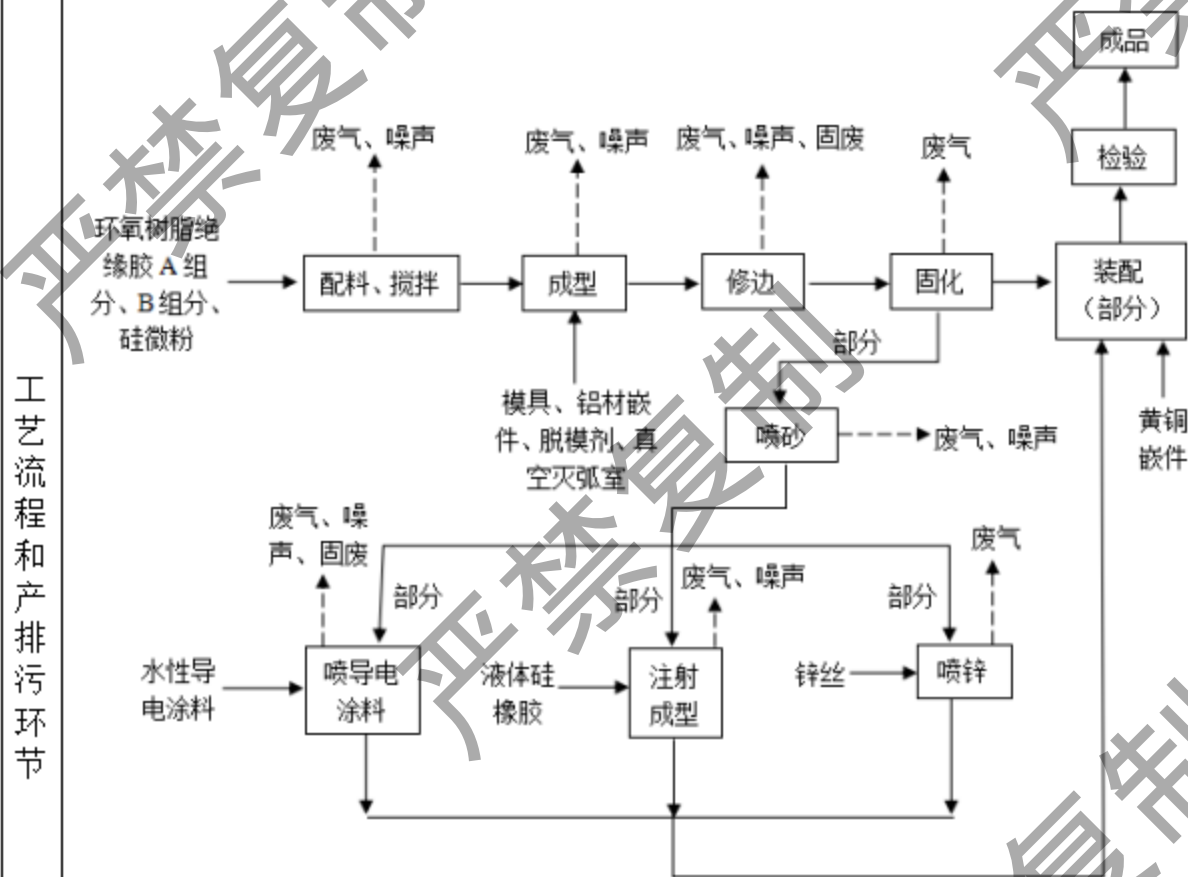 成品
废气、噪声
废气、噪声
废气、噪声、固废
废气
检验
环氧树脂绝
缘胶 A 组
分、B 组分、
硅微粉
配料、搅拌
成型
修边
固化
装配
（部分）
部分
模具、铝材嵌
件、脱模剂、真
空灭弧室
喷砂
废气、噪声
黄铜
嵌件
工
艺
流
程
和
产
排
污
环
节
废气、噪
声、固废
部分
部分
废气、噪声
部分
废气
水性导
电涂料
喷导电
涂料
液体硅
橡胶
注射
成型
锌丝
喷锌
严禁复制
严禁复制
严禁
复制